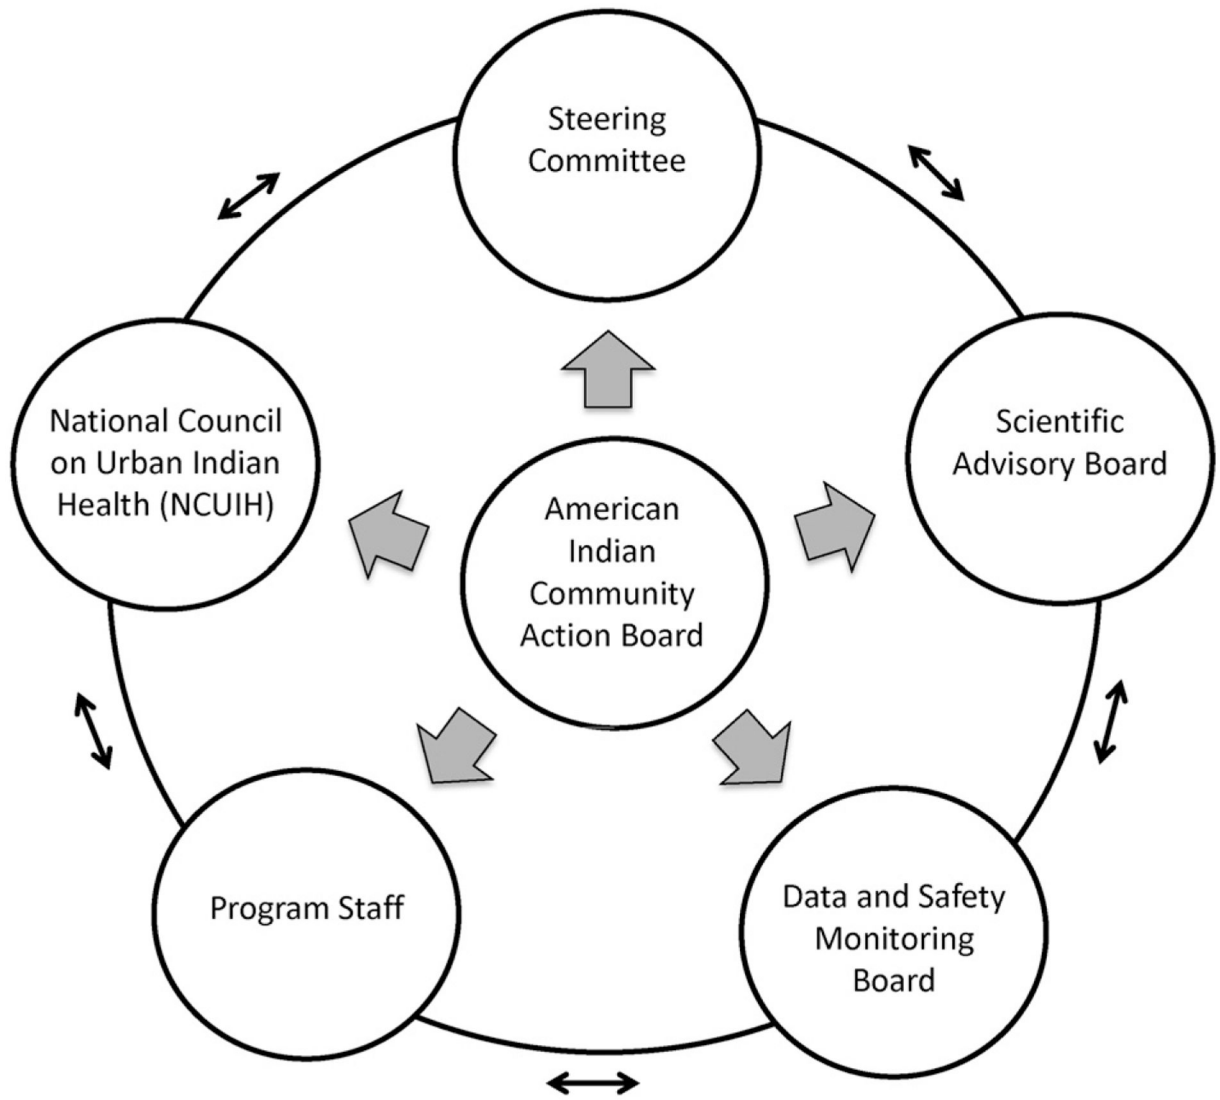 Steering
Committee
National Council
on Urban Indian
Health (NCUIH)
Scientific
Advisory Board
American
Indian
Community
Action Board
Program Staff
Data and Safety
Monitoring
Board